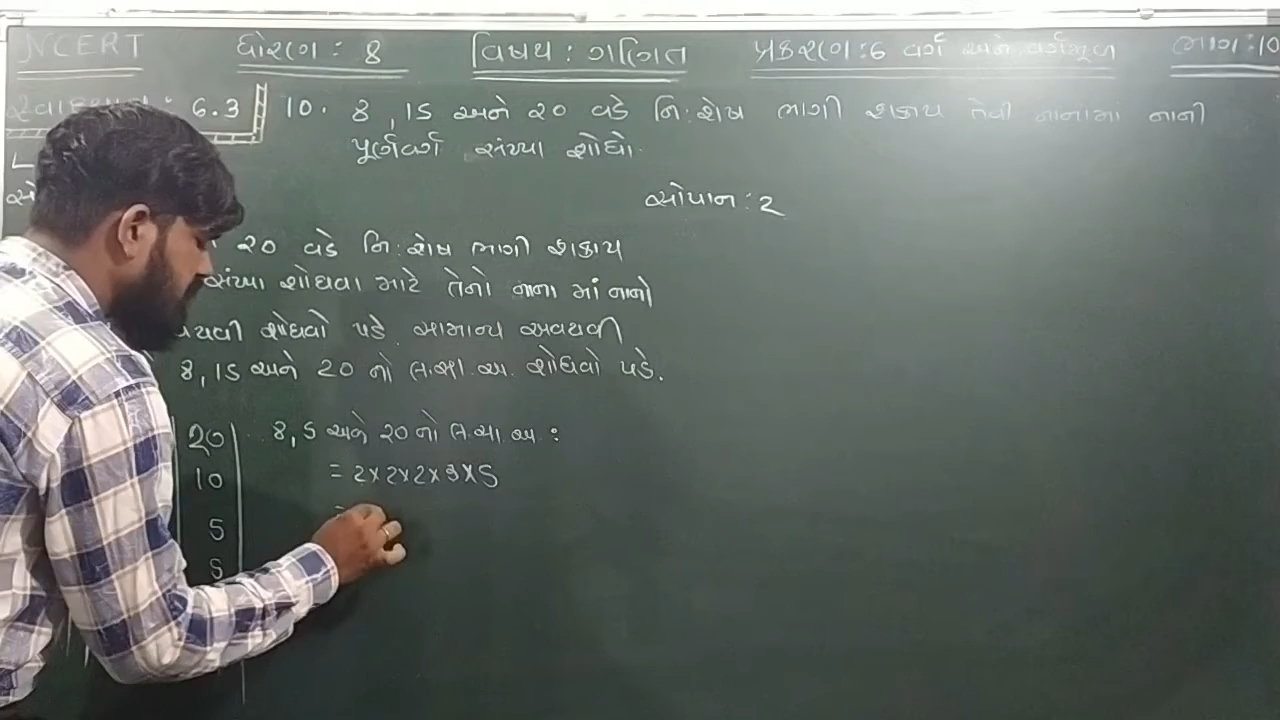 NCERT ધોરણ : 8 વિષય : ગણિત પ્રકરણ : 6 વર્ગ અને વર્ગમૂળ ભાગ : 10
સ્વાધ્યાય : 6.3 10. 8 , 15 અને 20 વડે નિ:શેષ ભાગી શકાય તેવી નાનામાં નાની
પૂર્ણવર્ગ સંખ્યા શોધો.
સોપાન : 2
20 વડે નિ:શેષ ભાગી શકાય
સંખ્યા શોધવા માટે તેનો નાના માં નાનો
શોધવો પડે. સામાન્ય અવયવી
8, 15 અને 20 નો લ.સા.અ. શોધવો પડે.
20
10
5
5
8, 5 અને 20 નો લ.સા.અ. :
= 2×2×2×3×5
=